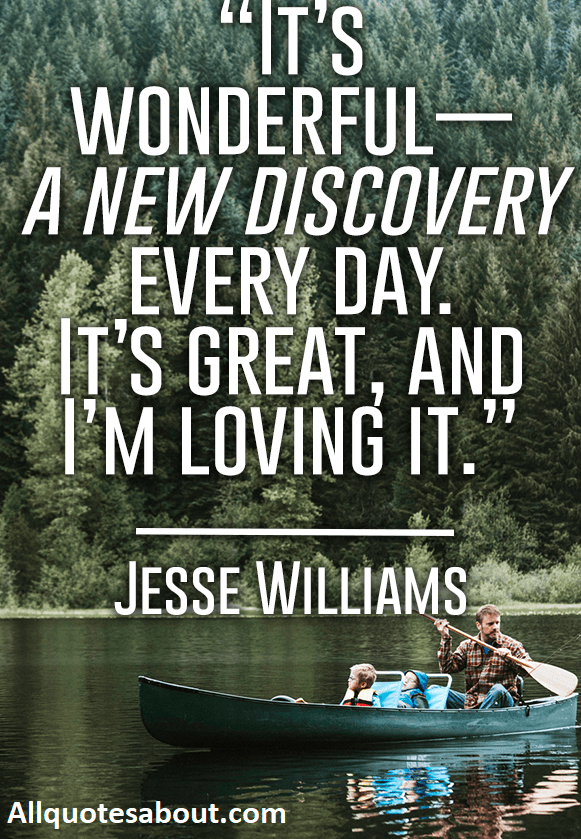 “It’s
wonderful—
a new discovery
every day.
It’s great, and
I’m loving it.”
Jesse Williams
Allquotesabout.com